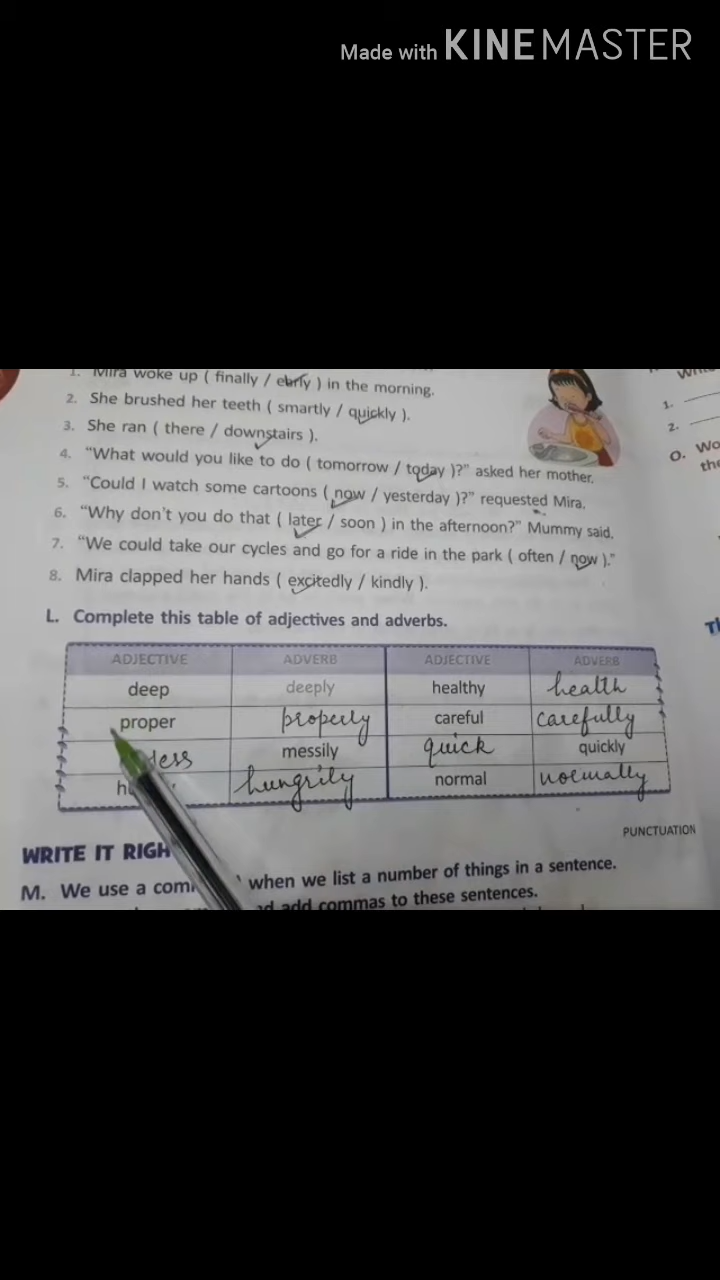 Made with KINEMASTER
1. Mira woke up ( finally / early ) in the morning.
2. She brushed her teeth ( smartly / quickly ).
3. She ran ( there / downstairs ).
4. "What would you like to do ( tomorrow / today )?" asked her mother.
5. "Could I watch some cartoons ( now / yesterday )?" requested Mira.
6. "Why don't you do that ( later / soon ) in the afternoon?" Mummy said.
7. "We could take our cycles and go for a ride in the park ( often / now )."
8. Mira clapped her hands ( excitedly / kindly ).
L. Complete this table of adjectives and adverbs.
ADJECTIVE ADVERB ADJECTIVE ADVERB
deep deeply healthy health
proper properly careful carefully
messily quick quickly
hungrily normal normally
PUNCTUATION
WRITE IT
M. We use a when we list a number of things in a sentence.
add commas to these sentences.
1.
2.
O.